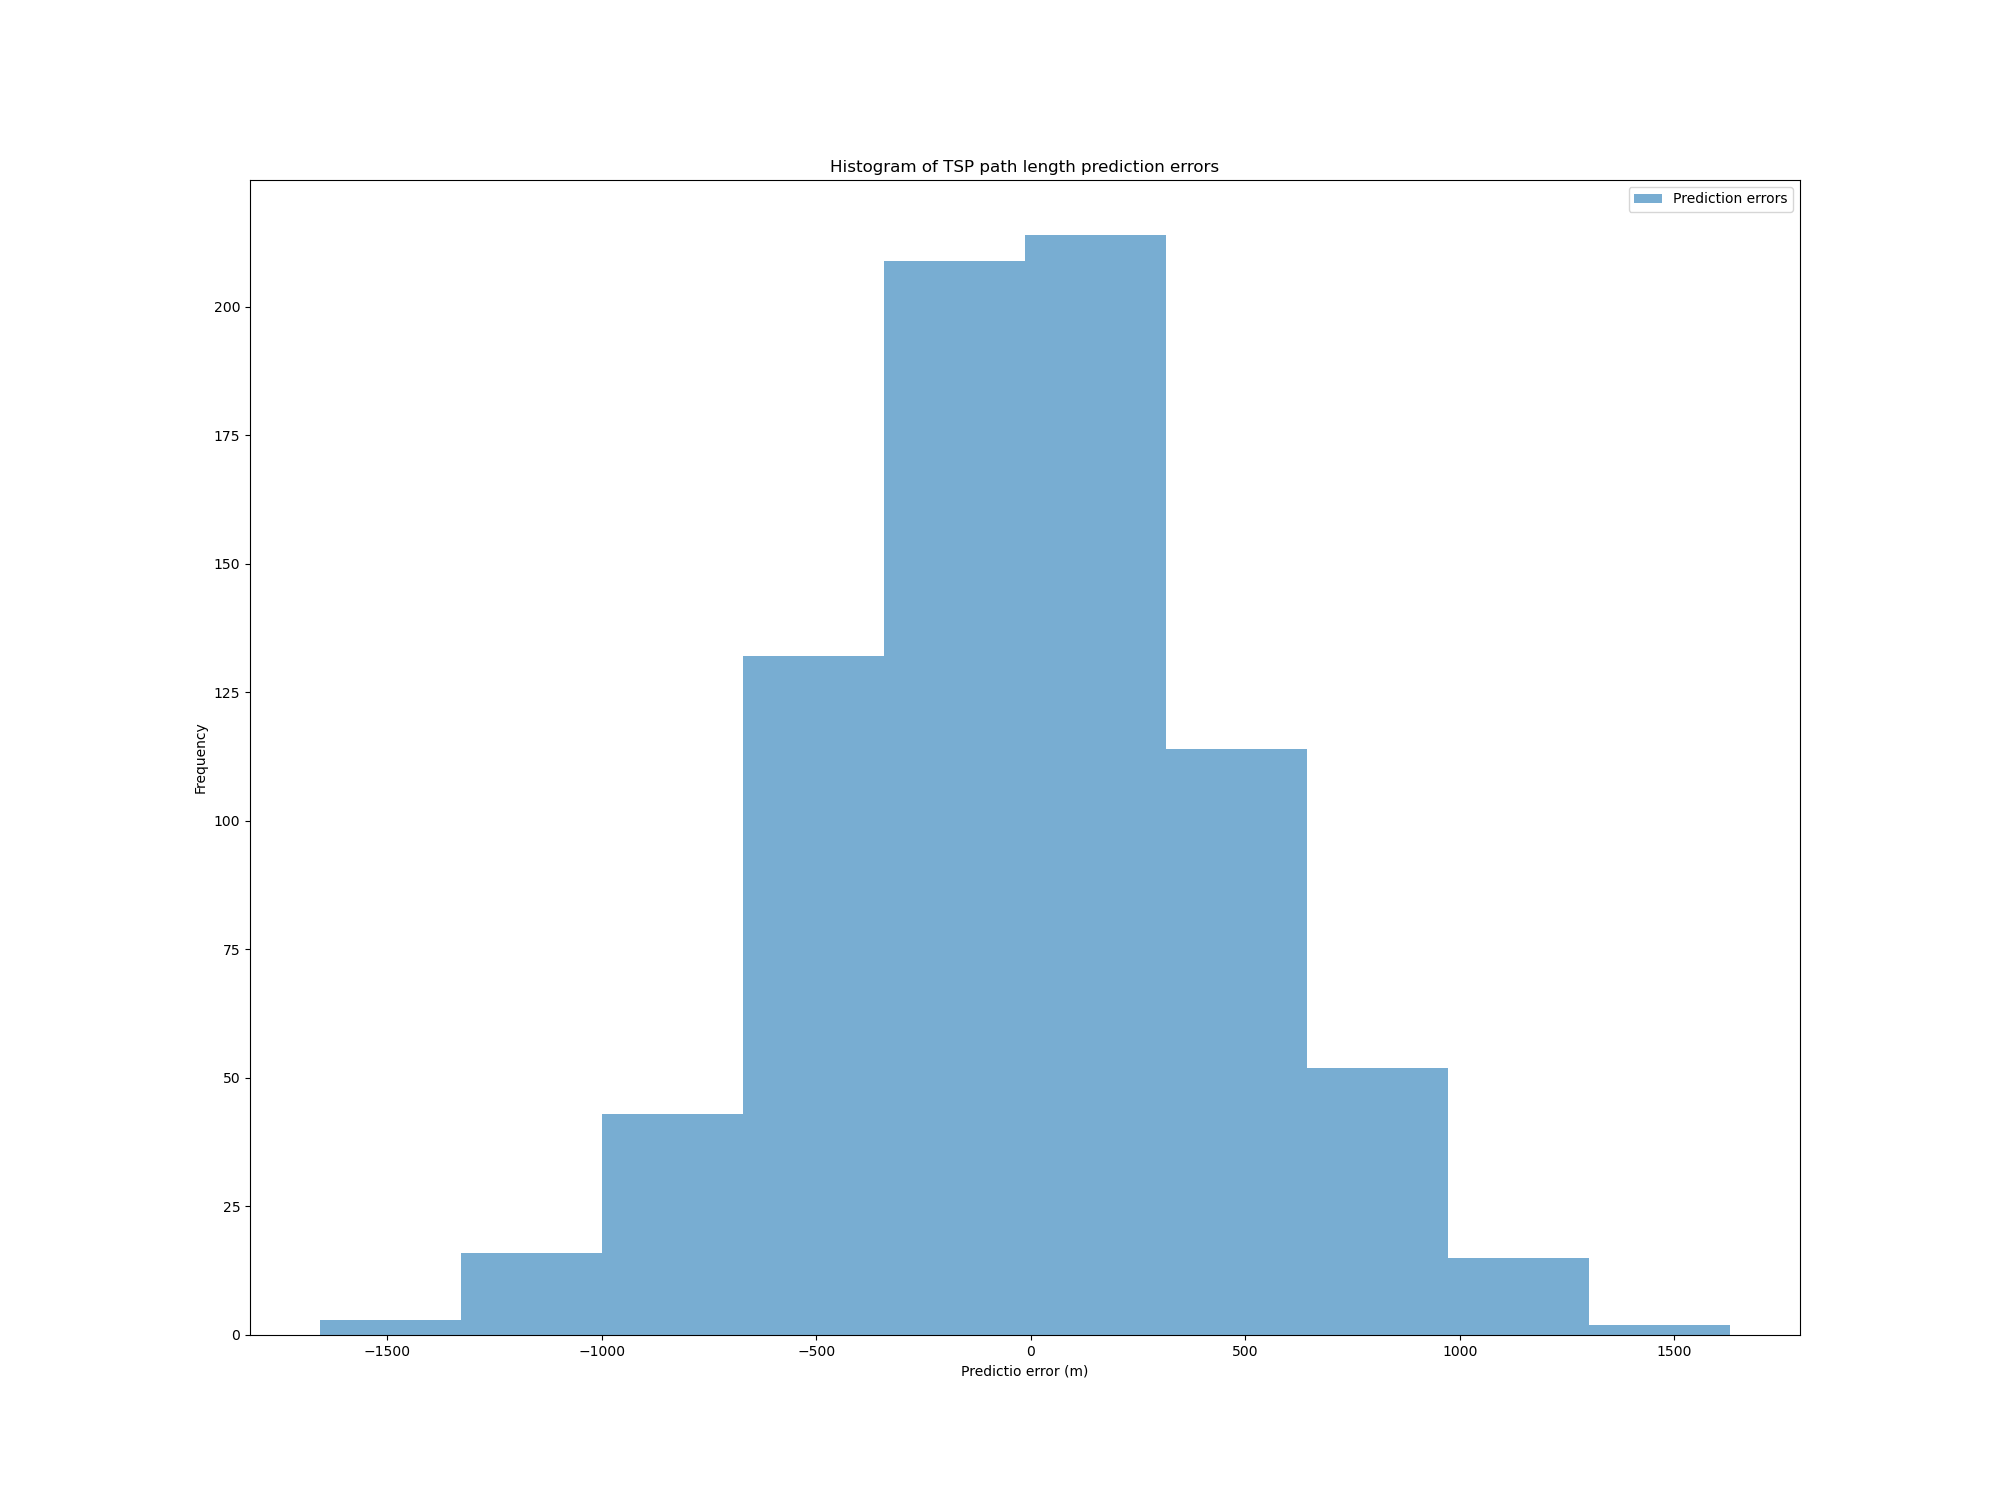 Histogram of TSP path length prediction errors
Prediction errors
200
175
150
125
100
75
50
25
0
Frequency
−1500 −1000 −500 0 500 1000 1500
Predictio error (m)